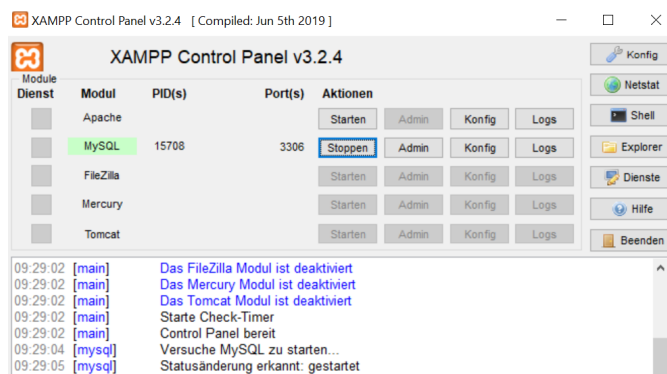 XAMPP Control Panel v3.2.4 [ Compiled: Jun 5th 2019 ]
XAMPP Control Panel v3.2.4
Konfig
Module
Dienst Modul PID(s) Port(s) Aktionen
Netstat
Apache Starten Admin Konfig Logs
Shell
MySQL 15708 3306 Stoppen Admin Konfig Logs
Explorer
FileZilla Starten Admin Konfig Logs
Dienste
Mercury Starten Admin Konfig Logs
Hilfe
Tomcat Starten Admin Konfig Logs
Beenden
09:29:02 [main] Das FileZilla Modul ist deaktiviert
09:29:02 [main] Das Mercury Modul ist deaktiviert
09:29:02 [main] Das Tomcat Modul ist deaktiviert
09:29:02 [main] Starte Check-Timer
09:29:02 [main] Control Panel bereit
09:29:04 [mysql] Versuche MySQL zu starten...
09:29:05 [mysql] Statusänderung erkannt: gestartet